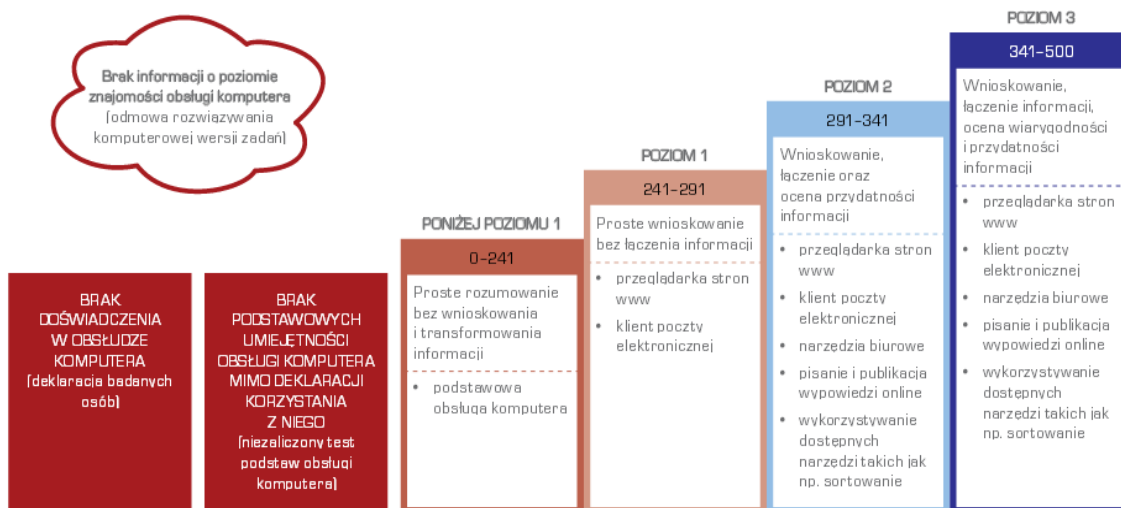 Brak informacji o poziomie
znajomości obsługi komputera
(odmowa rozwiązywania
komputerowej wersji zadań)
BRAK
DOŚWIADCZENIA
W OBSŁUDZE
KOMPUTERA
(deklaracja badanych
osób)
BRAK
PODSTAWOWYCH
UMIEJĘTNOŚCI
OBSŁUGI KOMPUTERA
MIMO DEKLARACJI
KORZYSTANIA
Z NIEGO
(niezaliczony test
podstaw obsługi
komputera)
PONIŻEJ POZIOMU 1
0–241
Proste rozumowanie
bez wnioskowania
i transformowania
informacji
• podstawowa
obsługa komputera
POZIOM 1
241–291
Proste wnioskowanie
bez łączenia informacji
• przeglądarka stron
www
• klient poczty
elektronicznej
POZIOM 2
291–341
Wnioskowanie,
łączenie oraz
ocena przydatności
informacji
• przeglądarka stron
www
• klient poczty
elektronicznej
• narzędzia biurowe
• pisanie i publikacja
wypowiedzi online
• wykorzystywanie
dostępnych
narzędzi takich jak
np. sortowanie
POZIOM 3
341–500
Wnioskowanie,
łączenie informacji,
ocena wiarygodności
i przydatności
informacji
• przeglądarka stron
www
• klient poczty
elektronicznej
• narzędzia biurowe
• pisanie i publikacja
wypowiedzi online
• wykorzystywanie
dostępnych
narzędzi takich jak
np. sortowanie